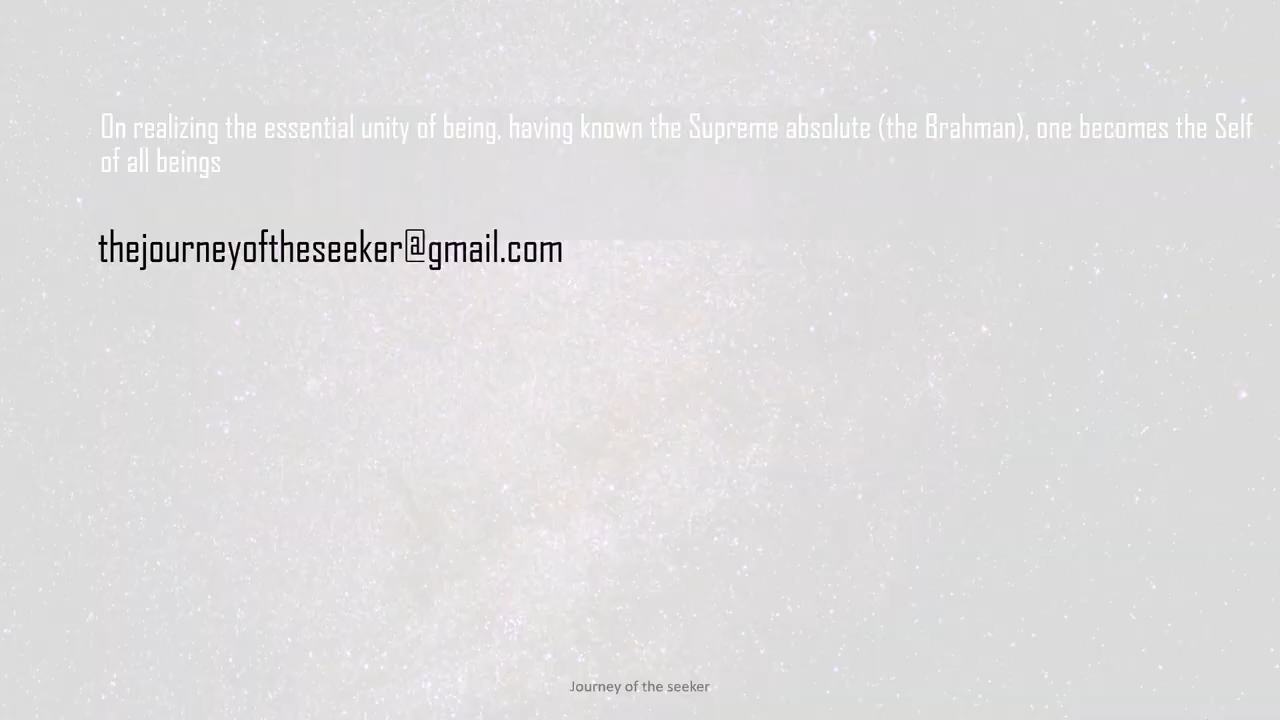 On realizing the essential unity of being, having known the Supreme absolute (the Brahman), one becomes the Self
of all beings
thejourneyoftheseeker@gmail.com
Journey of the seeker